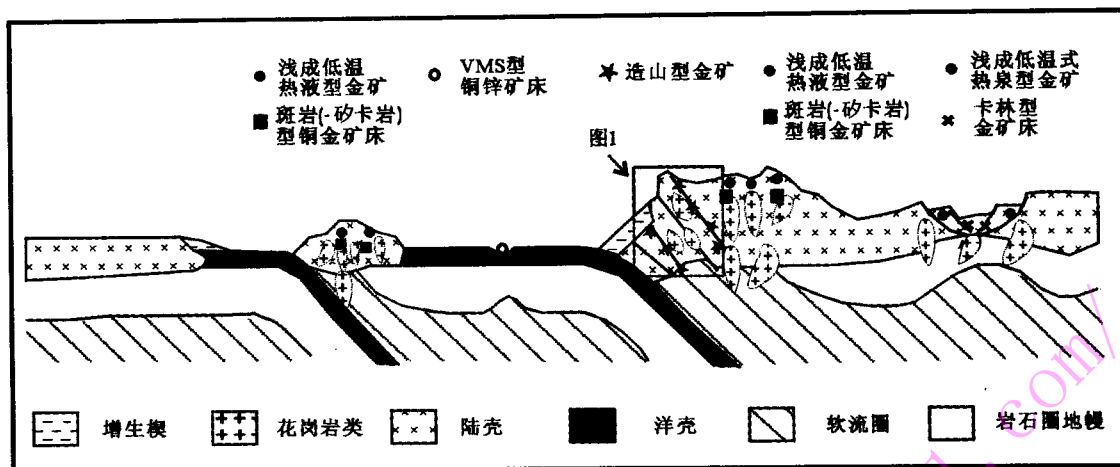 浅成低温
热液型金矿
斑岩(-矽卡岩)
型铜金矿床
VMS型
铜锌矿床
造山型金矿
浅成低温
热液型金矿
斑岩(-矽卡岩)
型铜金矿床
浅成低温式
热泉型金矿
卡林型
金矿床
图1
增生楔
花岗岩类
陆壳
洋壳
软流圈
岩石圈地幔
.com/